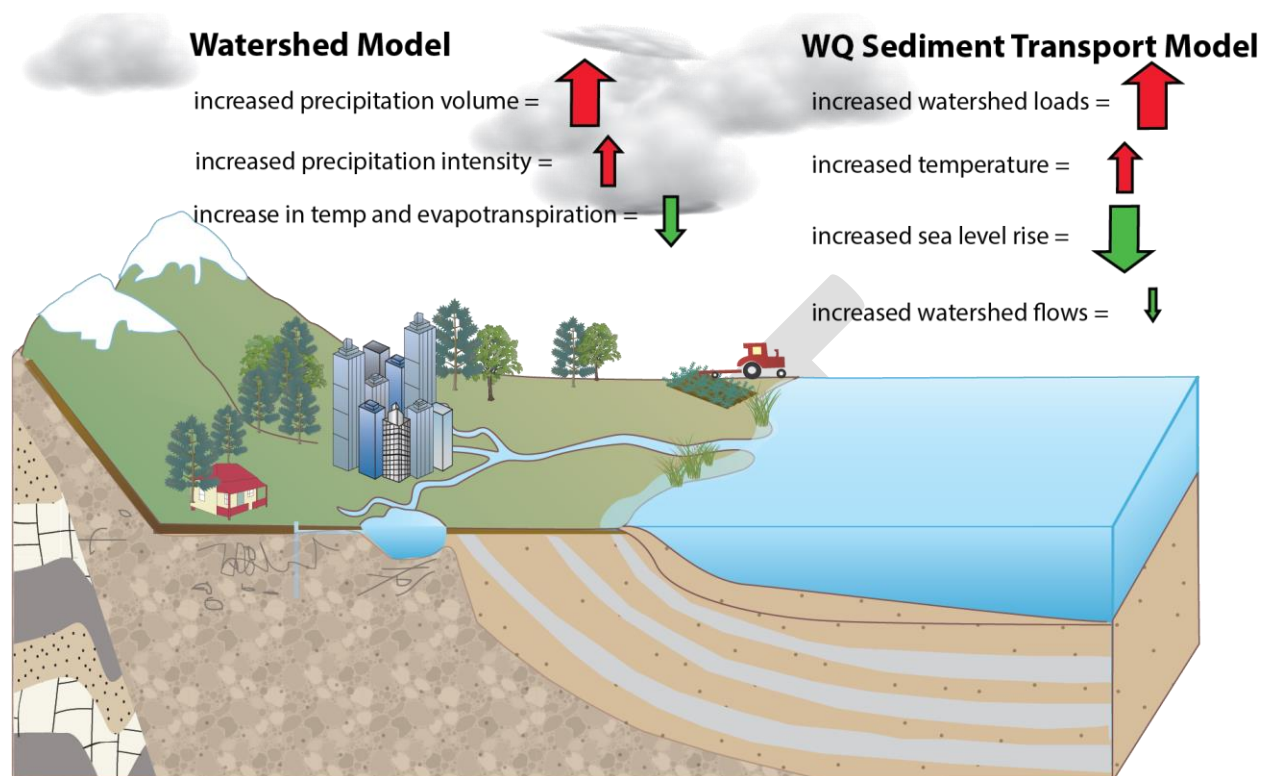 Watershed Model
increased precipitation volume =
increased precipitation intensity =
increase in temp and evapotranspiration =
WQ Sediment Transport Model
increased watershed loads =
increased temperature =
increased sea level rise =
increased watershed flows =